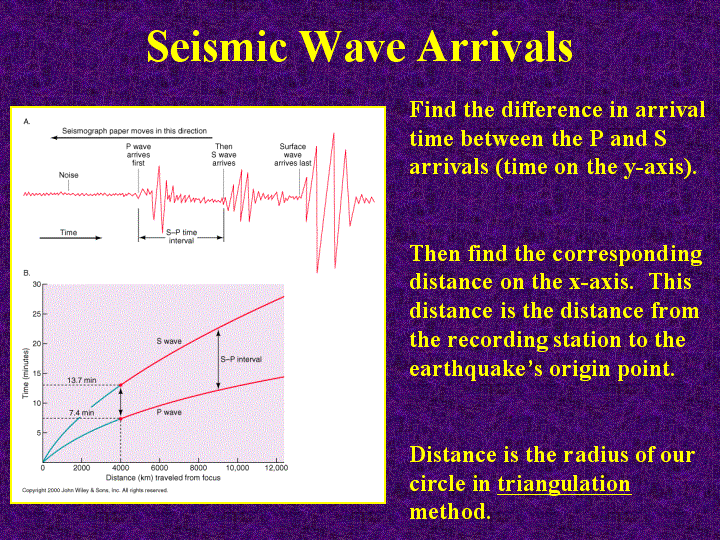 Seismic Wave Arrivals
A.
Seismograph paper moves in this direction
P wave
arrives
first
Then
S wave
arrives
Surface
wave
arrives last
Noise
Time
S–P time
interval
B.
30
25
20
15
10
5
Time (minutes)
S wave
S–P interval
13.7 min
7.4 min
P wave
0 2000 4000 6000 8000 10,000 12,000
Distance (km) traveled from focus
Copyright 2000 John Wiley & Sons, Inc. All rights reserved.
Find the difference in arrival
time between the P and S
arrivals (time on the y-axis).
Then find the corresponding
distance on the x-axis. This
distance is the distance from
the recording station to the
earthquake’s origin point.
Distance is the radius of our
circle in triangulation
method.